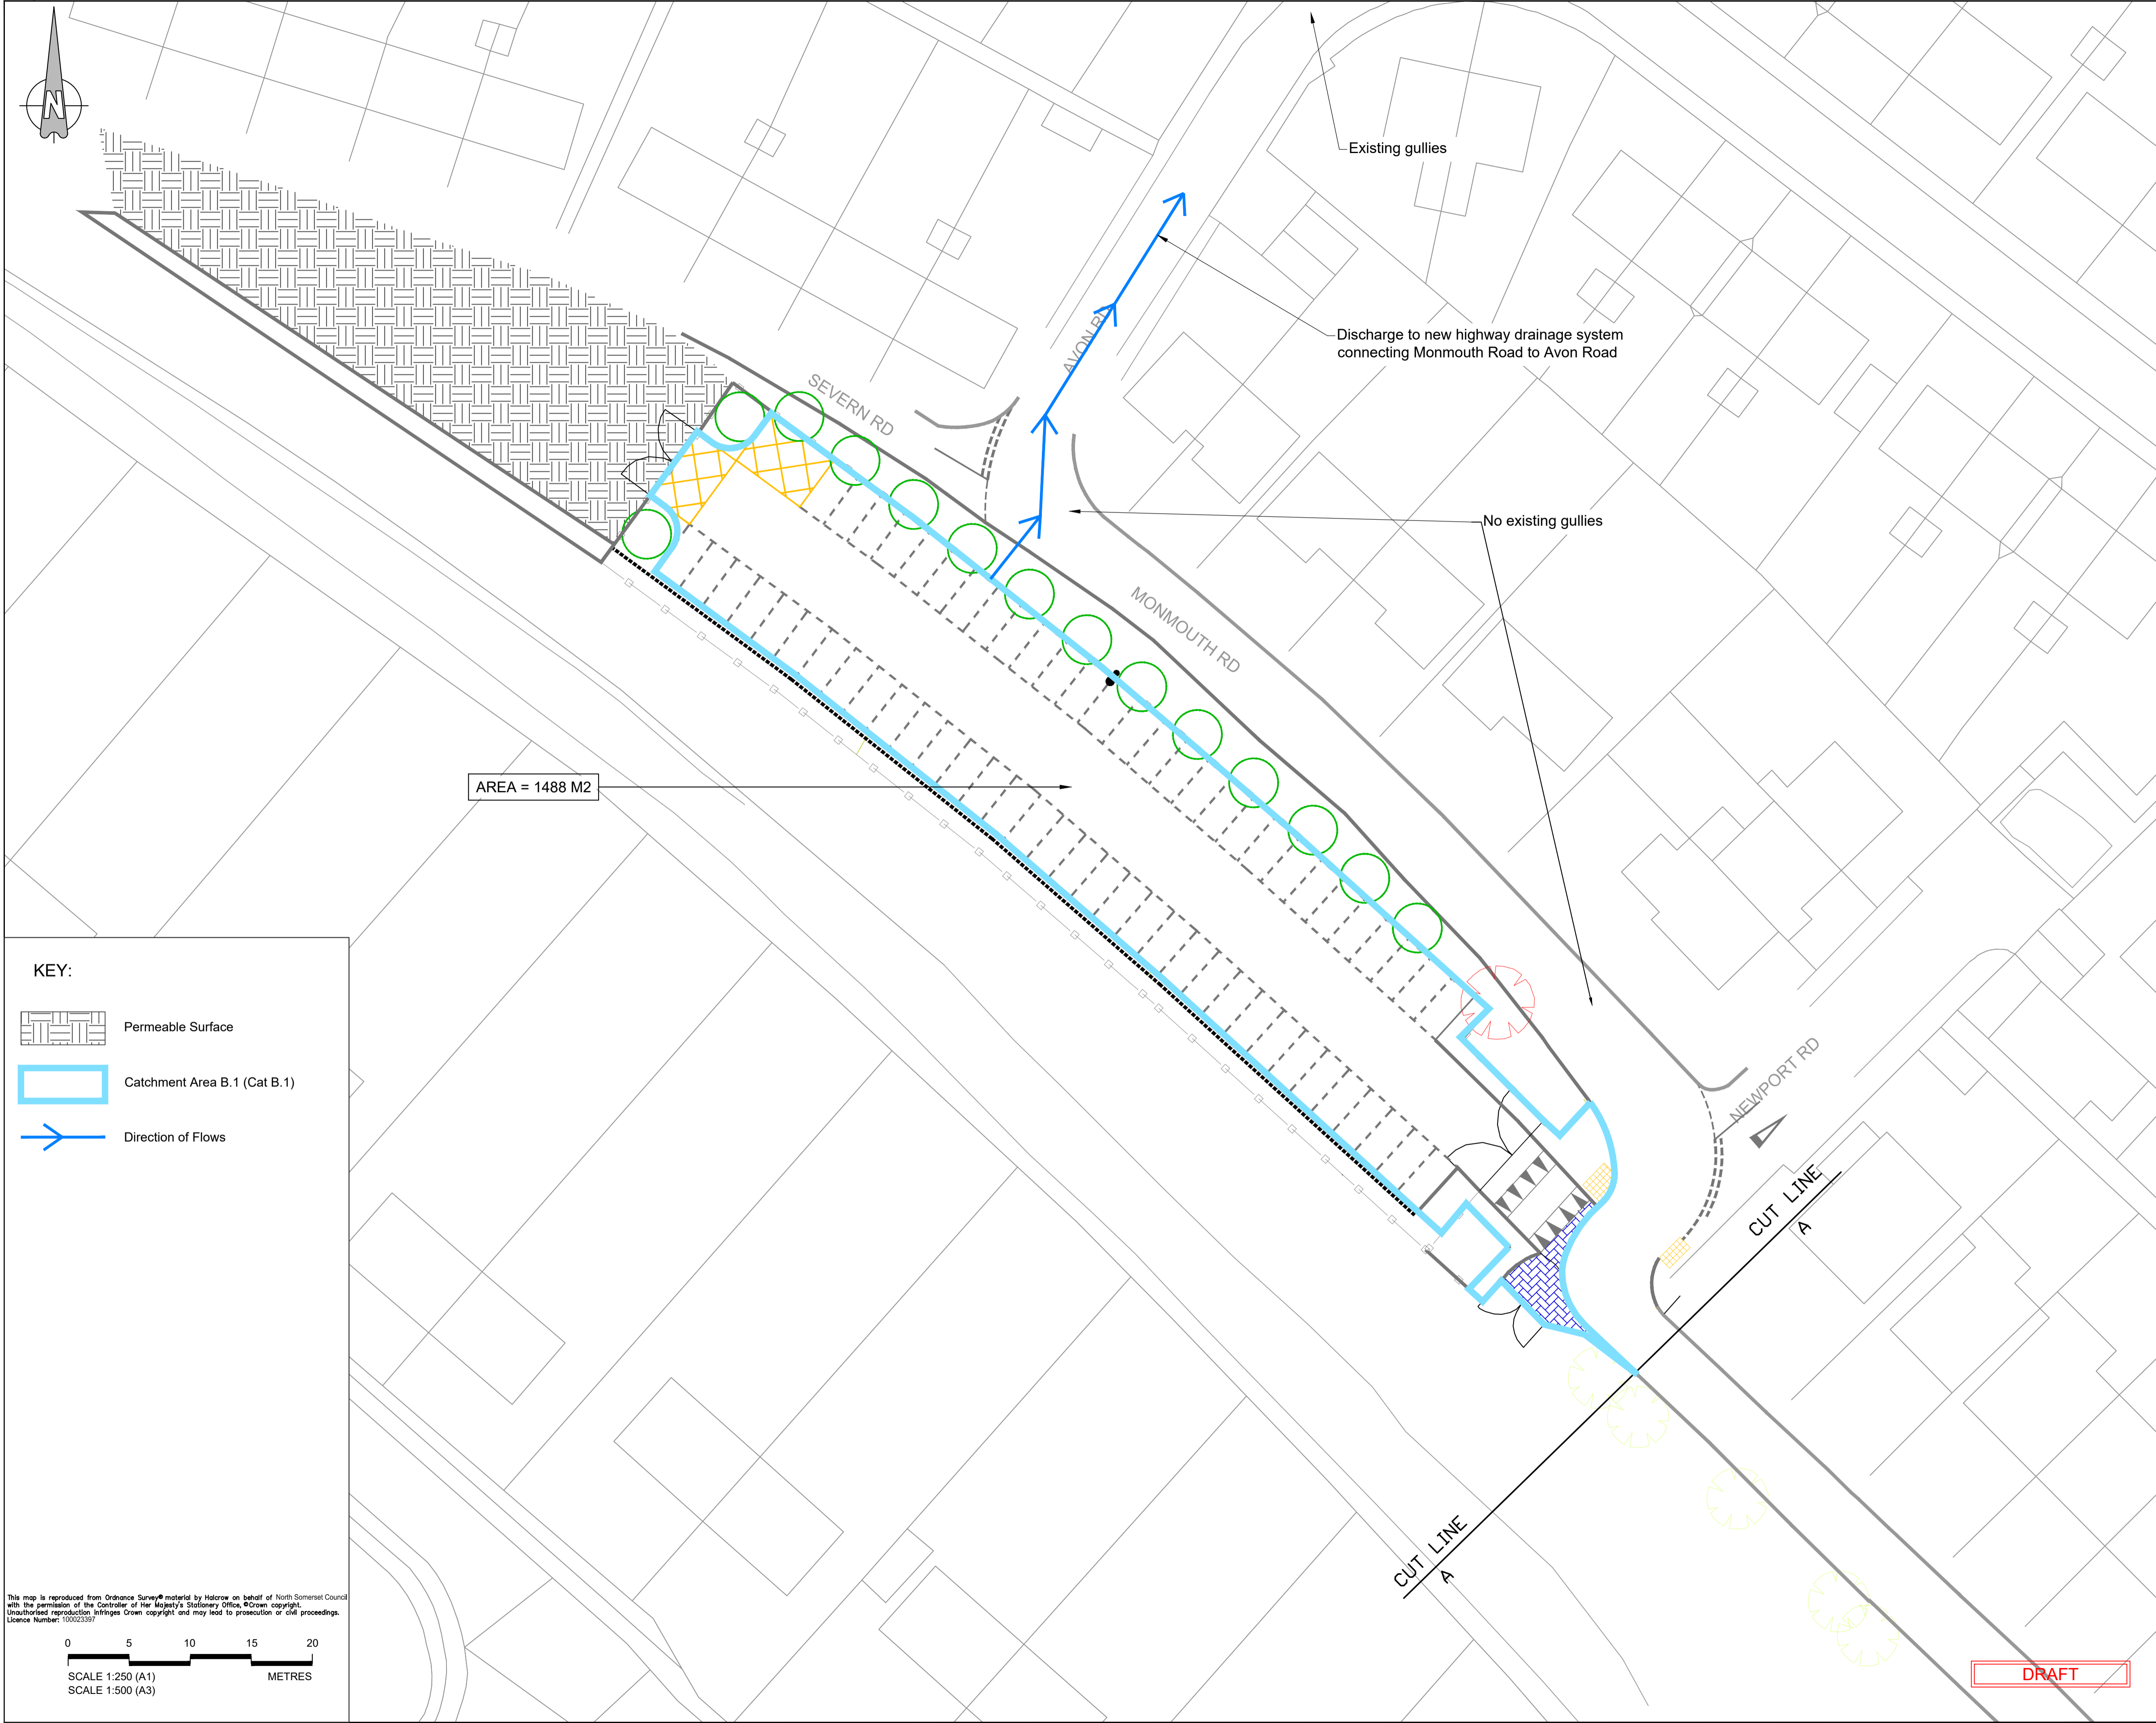 N
Existing gullies
Discharge to new highway drainage system
connecting Monmouth Road to Avon Road
AVON RD
SEVERN RD
No existing gullies
MONMOUTH RD
AREA = 1488 M2
NEWPORT RD
CUT LINE
A
CUT LINE
A
KEY:
Permeable Surface
Catchment Area B.1 (Cat B.1)
Direction of Flows
This map is reproduced from Ordnance Survey® material by Halcrow on behalf of North Somerset Council
with the permission of the Controller of Her Majesty's Stationery Office, © Crown copyright.
Unauthorised reproduction infringes Crown copyright and may lead to prosecution or civil proceedings.
Licence Number: 100023397
0 5 10 15 20
SCALE 1:250 (A1) METRES
SCALE 1:500 (A3)
DRAFT